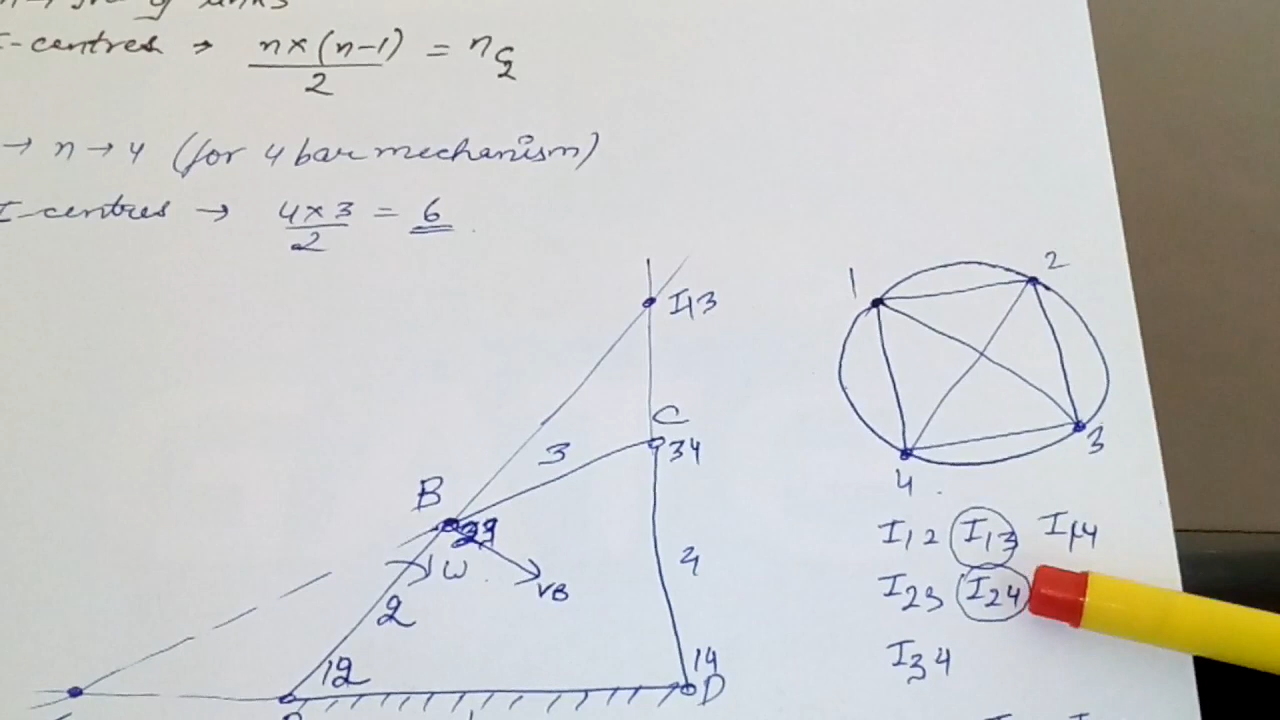 I-centres → n×(n-1)/2 = nC2
→ n → 4 (for 4 bar mechanism)
I-centres → 4×3/2 = 6
I13
C
34
3
B
23
ω
VB
2
4
12
14
D
1
2
3
4
I12 I13 I14
I23 I24
I34